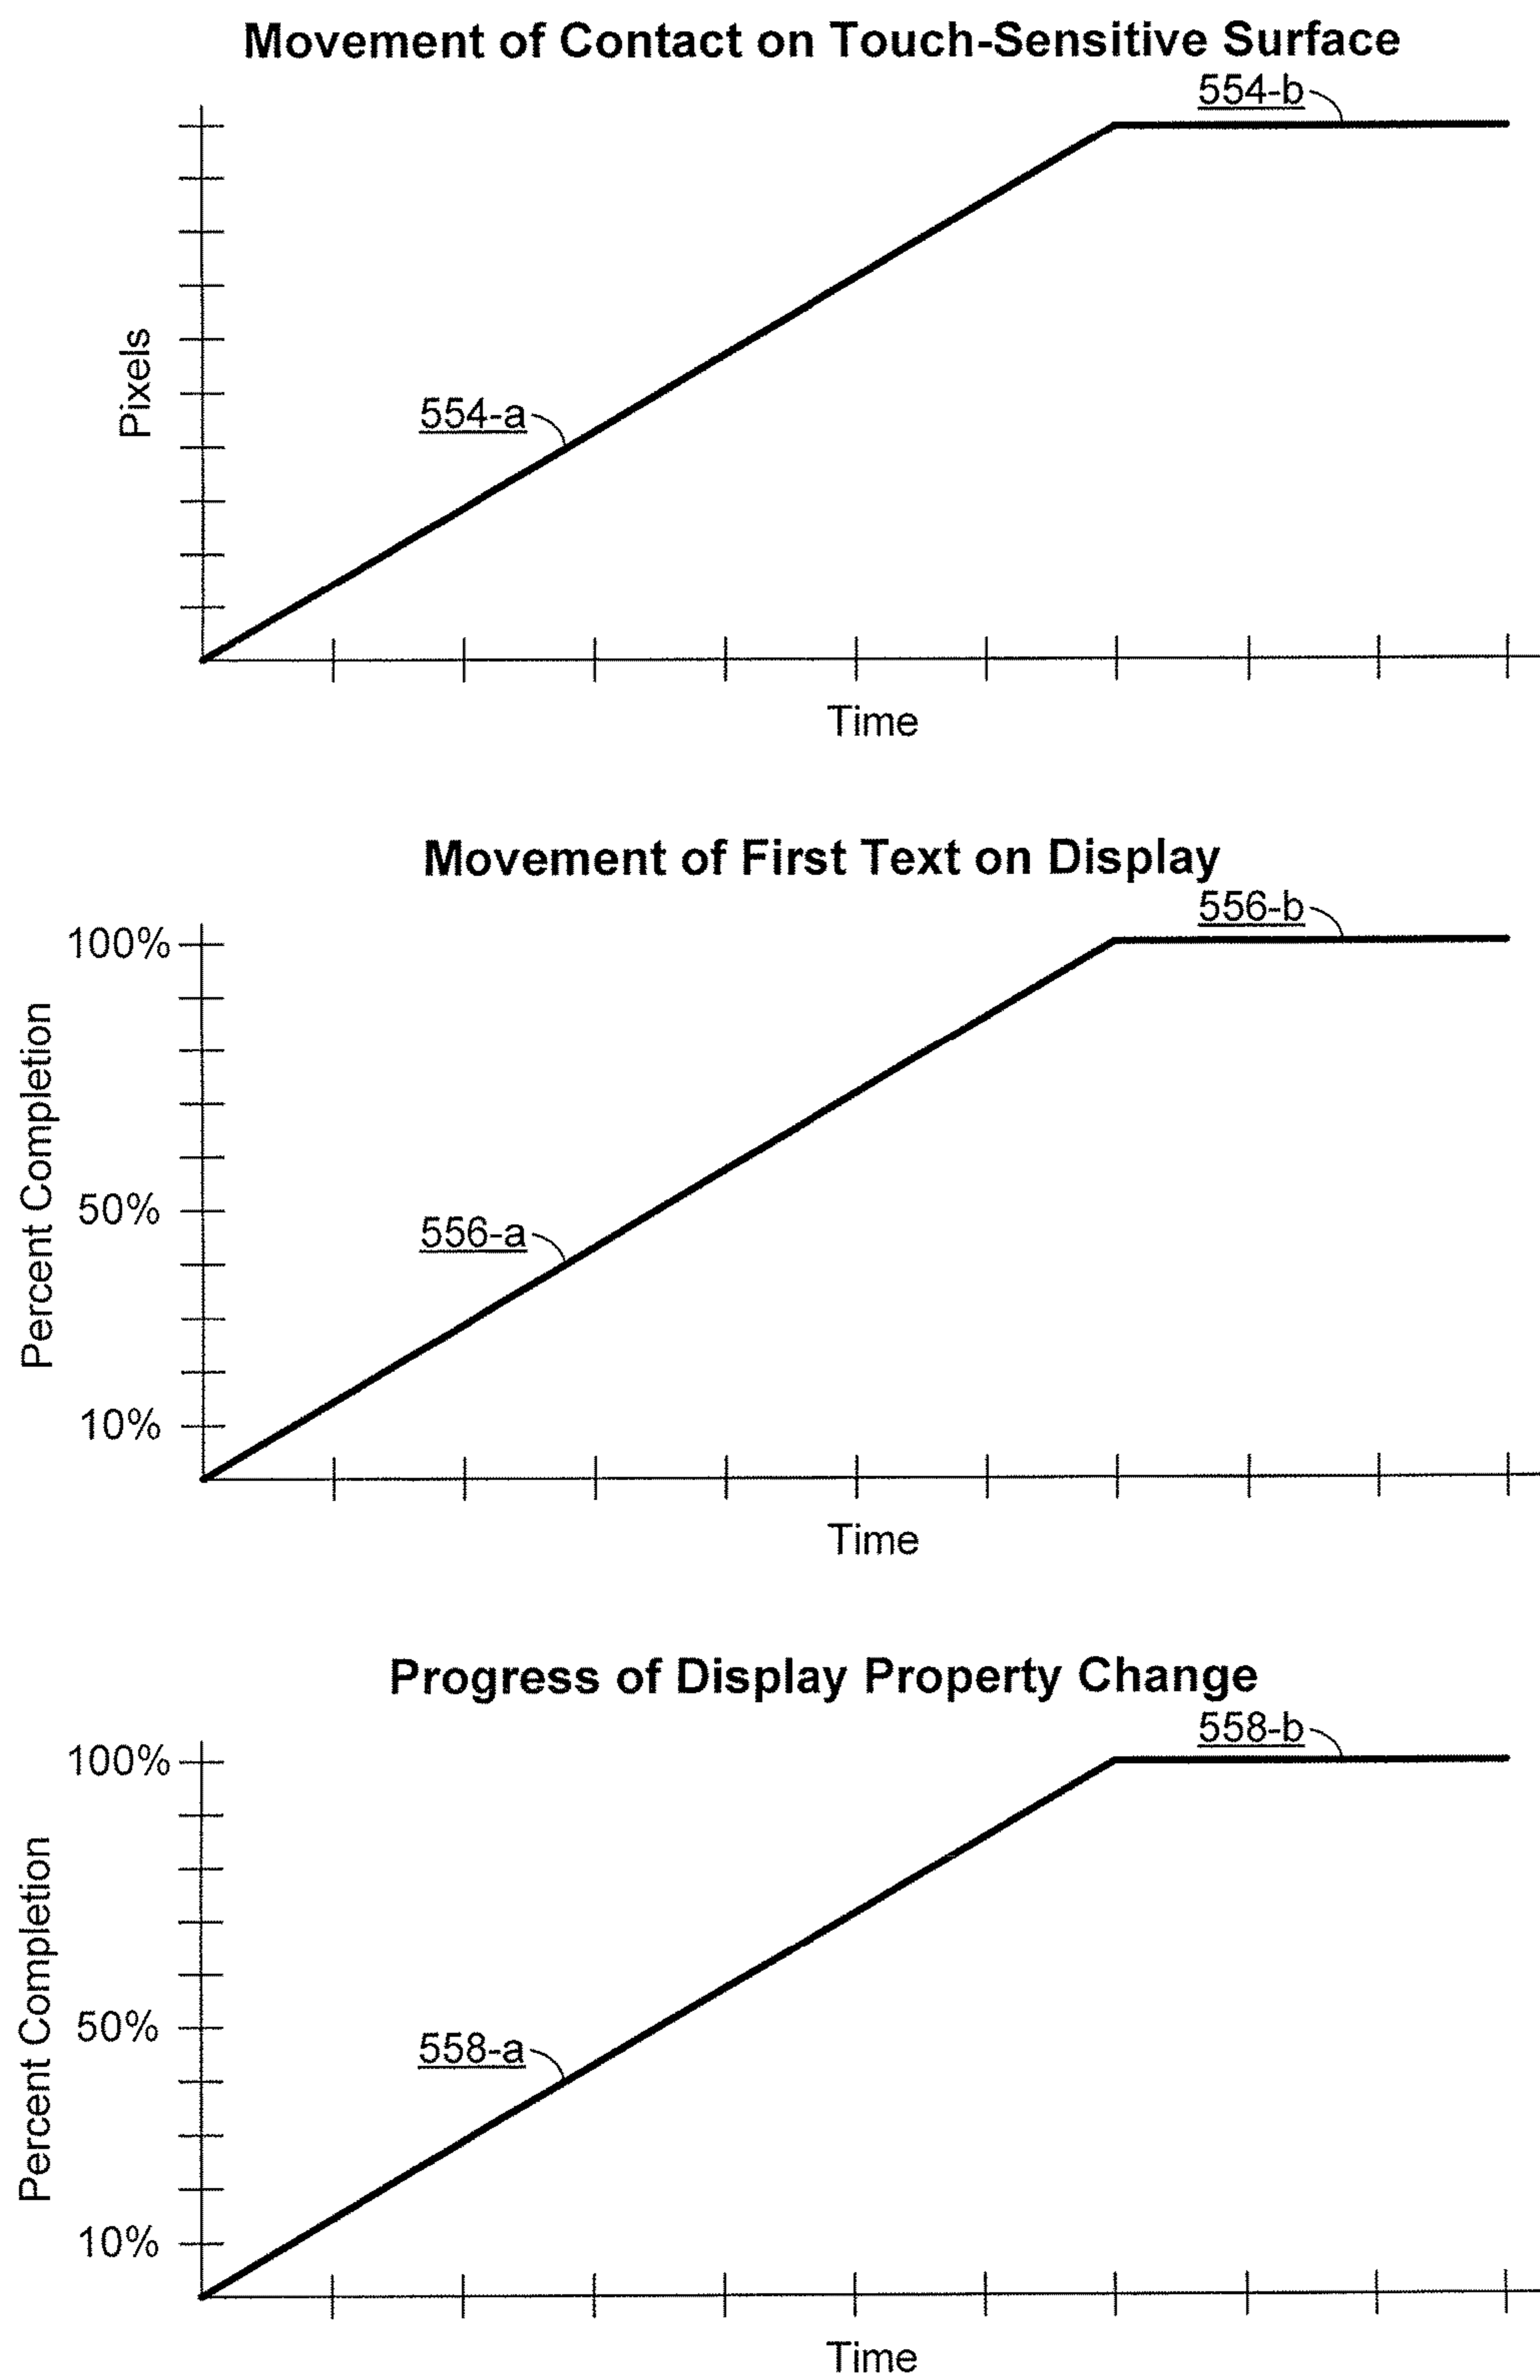 Movement of Contact on Touch-Sensitive Surface
554-b
Pixels
554-a
Time
Movement of First Text on Display
556-b
100%
Percent Completion
50%
556-a
10%
Time
Progress of Display Property Change
558-b
100%
Percent Completion
50%
558-a
10%
Time